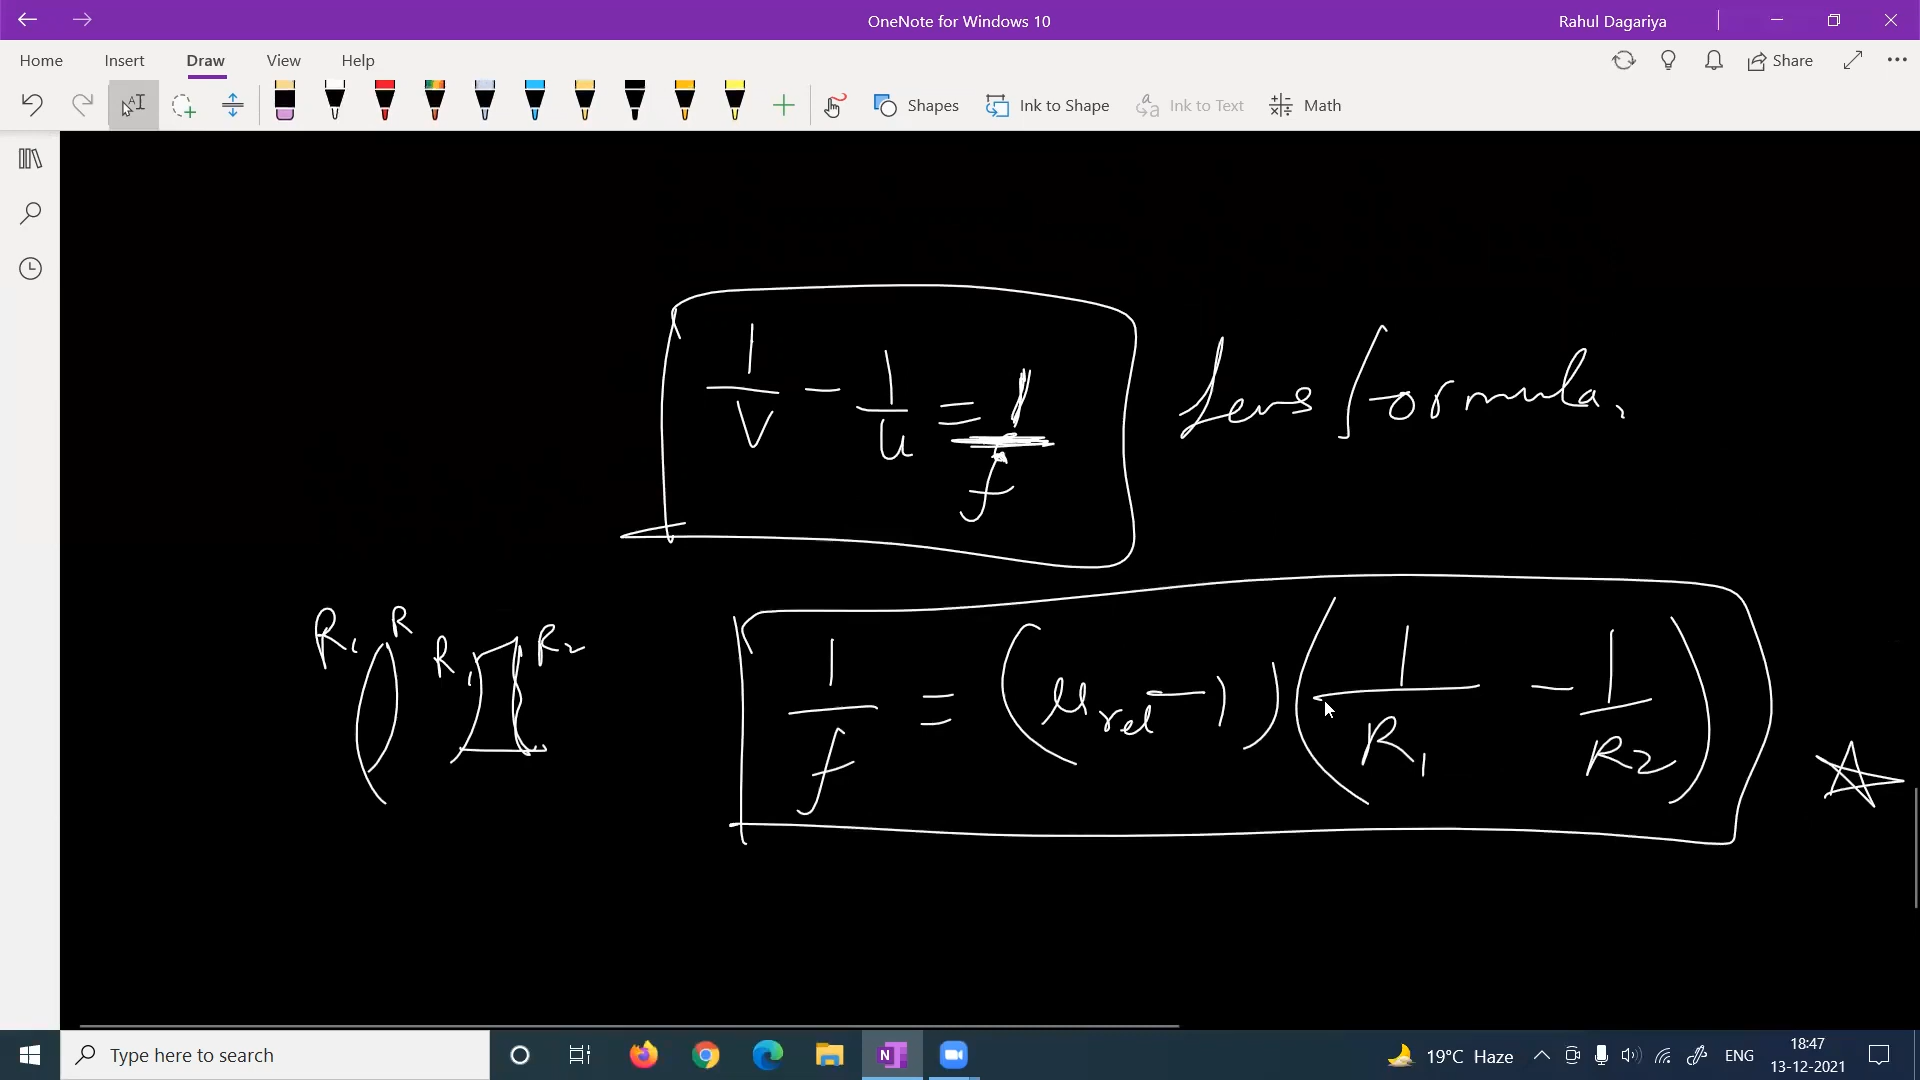 OneNote for Windows 10
Rahul Dagariya
Home Insert Draw View Help
Share
Shapes Ink to Shape Ink to Text Math
1/V - 1/u = 1/f
Lens formula.
R1 R R1 R2
1/f = (μrel - 1)(1/R1 - 1/R2)
Type here to search
19°C Haze
ENG
18:47
13-12-2021